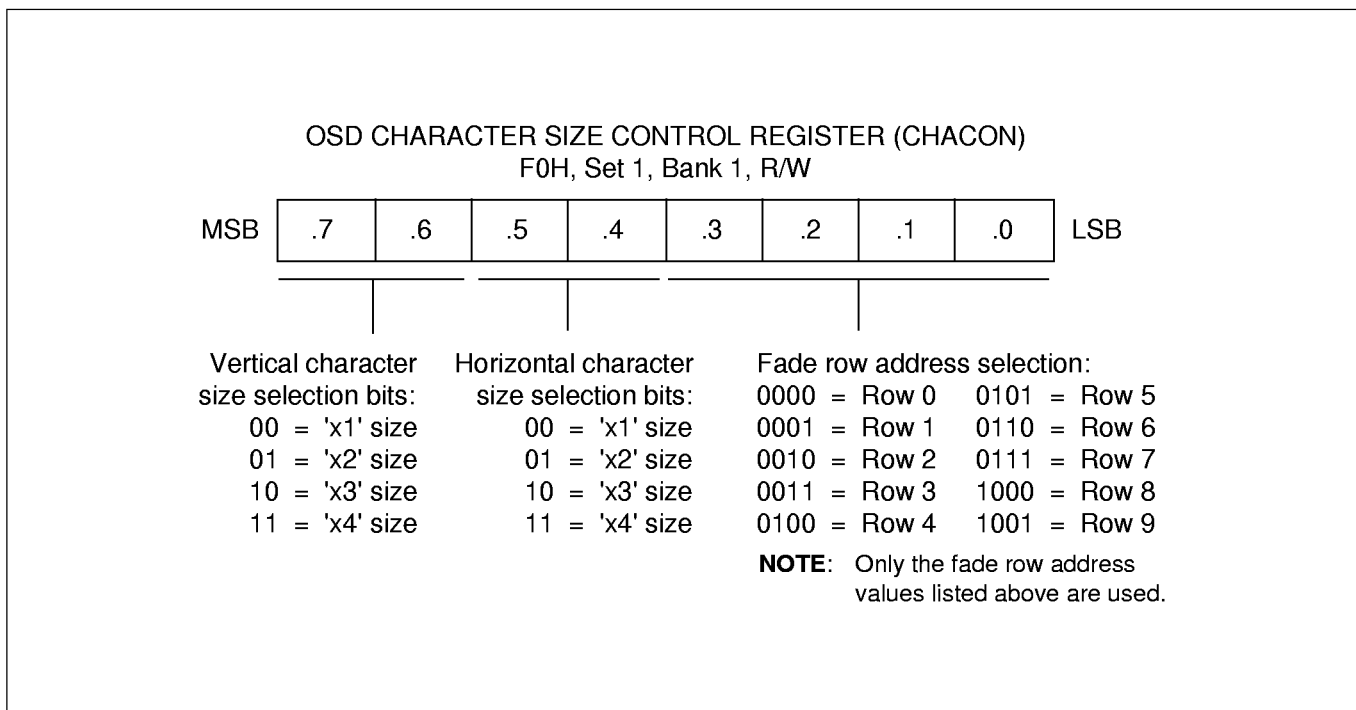 OSD CHARACTER SIZE CONTROL REGISTER (CHACON)
F0H, Set 1, Bank 1, R/W
MSB .7 .6 .5 .4 .3 .2 .1 .0 LSB
Vertical character
size selection bits:
00 = 'x1' size
01 = 'x2' size
10 = 'x3' size
11 = 'x4' size
Horizontal character
size selection bits:
00 = 'x1' size
01 = 'x2' size
10 = 'x3' size
11 = 'x4' size
Fade row address selection:
0000 = Row 0 0101 = Row 5
0001 = Row 1 0110 = Row 6
0010 = Row 2 0111 = Row 7
0011 = Row 3 1000 = Row 8
0100 = Row 4 1001 = Row 9
NOTE: Only the fade row address
values listed above are used.